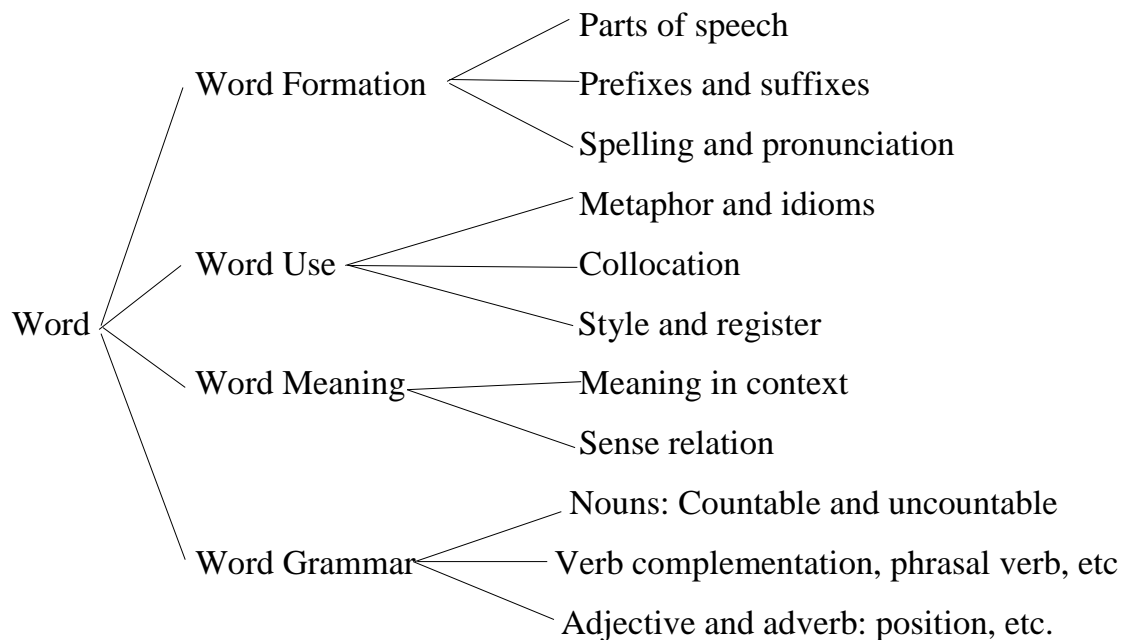 Word
Word Formation
Parts of speech
Prefixes and suffixes
Spelling and pronunciation
Word Use
Metaphor and idioms
Collocation
Style and register
Word Meaning
Meaning in context
Sense relation
Word Grammar
Nouns: Countable and uncountable
Verb complementation, phrasal verb, etc
Adjective and adverb: position, etc.